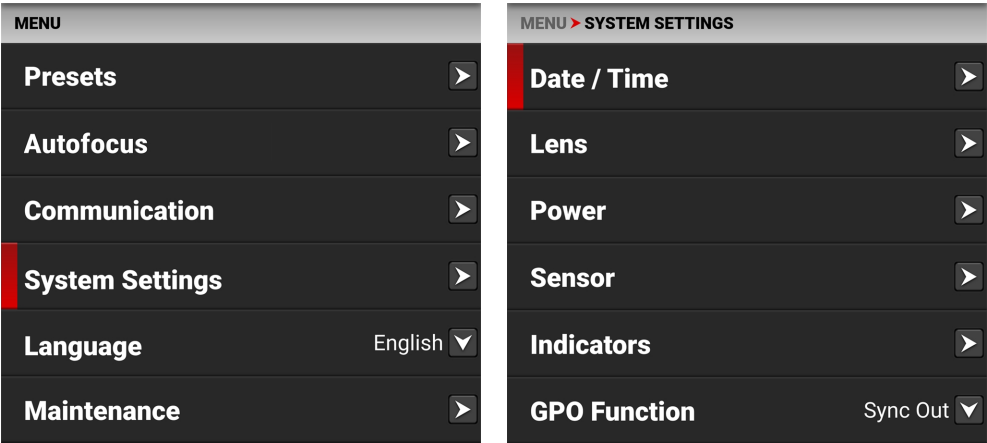 MENU
Presets
Autofocus
Communication
System Settings
Language English
Maintenance
MENU SYSTEM SETTINGS
Date / Time
Lens
Power
Sensor
Indicators
GPO Function Sync Out